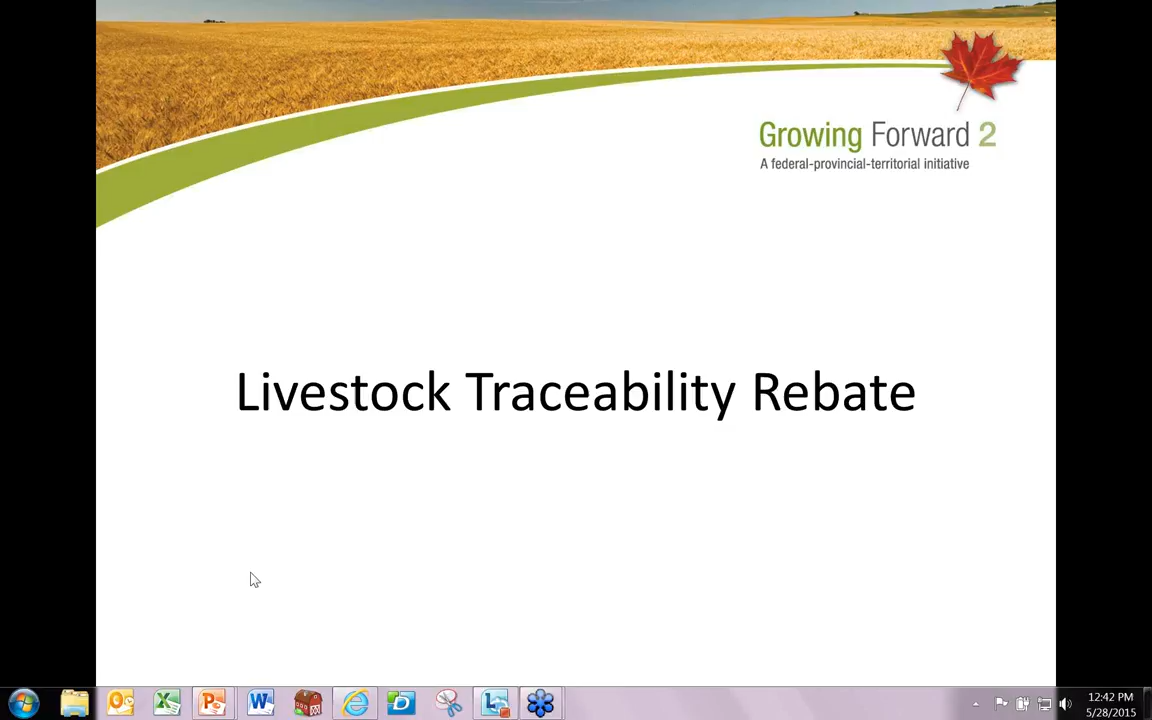 Growing Forward 2
A federal-provincial-territorial initiative
Livestock Traceability Rebate
12:42 PM
5/28/2015